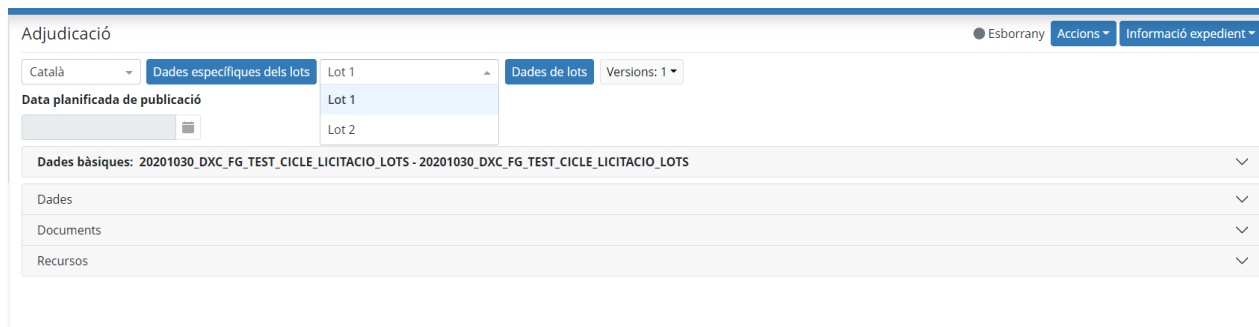 Adjudicació
Esborrany Accions Informació expedient
Català Dades específiques dels lots Lot 1 Dades de lots Versions: 1
Data planificada de publicació
Lot 1
Lot 2
Dades bàsiques: 20201030_DXC_FG_TEST_CICLE_LICITACIO_LOTS - 20201030_DXC_FG_TEST_CICLE_LICITACIO_LOTS
Dades
Documents
Recursos